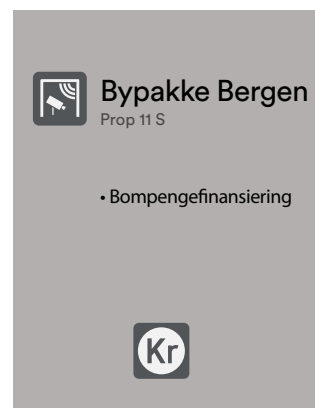 Bypakke Bergen
Prop 11 S
• Bompengefinansiering
Kr